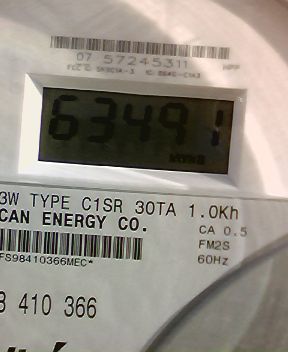 07 57245311
63491
3W TYPE C1SR 30TA 1.0Kh
CAN ENERGY CO.
CA 0.5
FM2S
60Hz
FS98410366MEC*
8 410 366